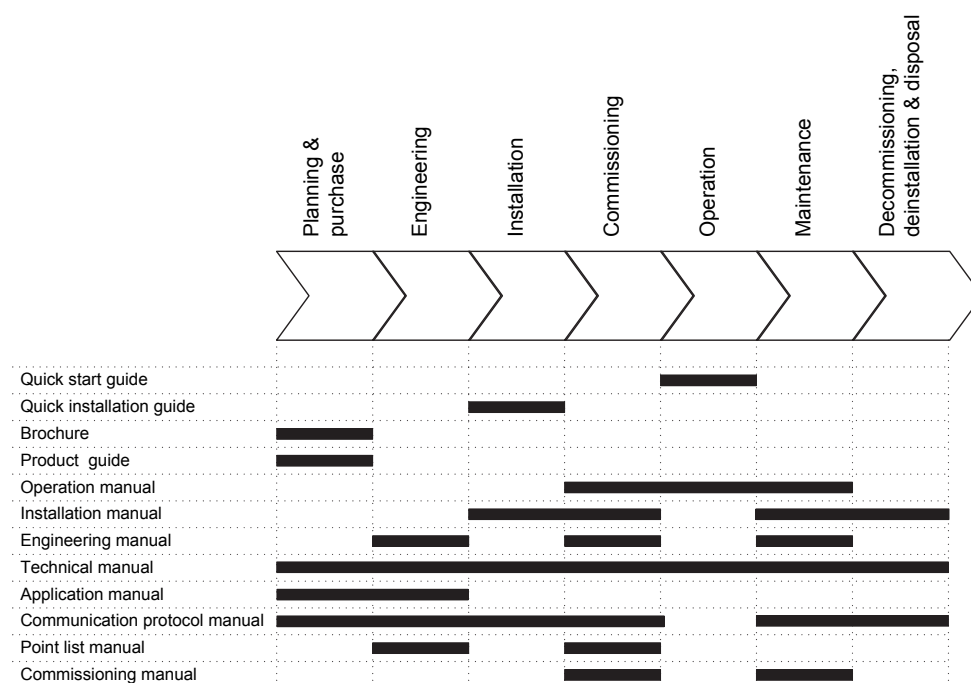 Planning &
purchase
Engineering
Installation
Commissioning
Operation
Maintenance
Decommissioning,
deinstallation & disposal
Quick start guide
Quick installation guide
Brochure
Product guide
Operation manual
Installation manual
Engineering manual
Technical manual
Application manual
Communication protocol manual
Point list manual
Commissioning manual